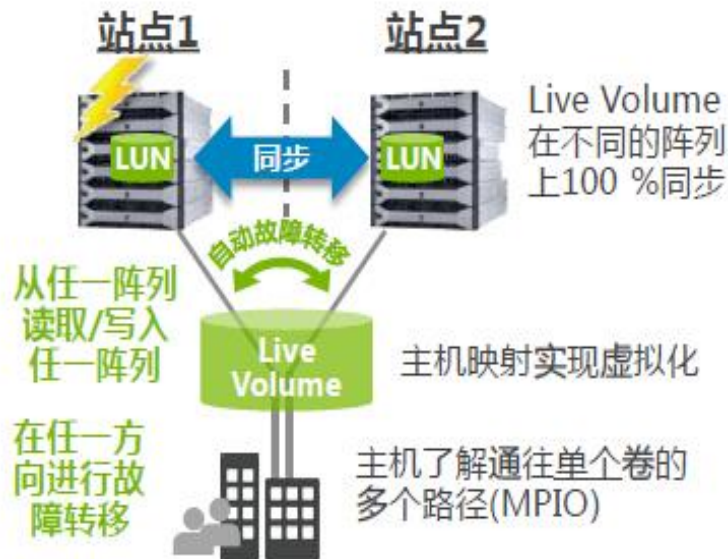 站点1
站点2
LUN
同步
LUN
Live Volume
在不同的阵列
上100 %同步
自动故障转移
从任一阵列
读取/写入
任一阵列
Live
Volume
主机映射实现虚拟化
在任一方
向进行故
障转移
主机了解通往单个卷的
多个路径(MPIO)